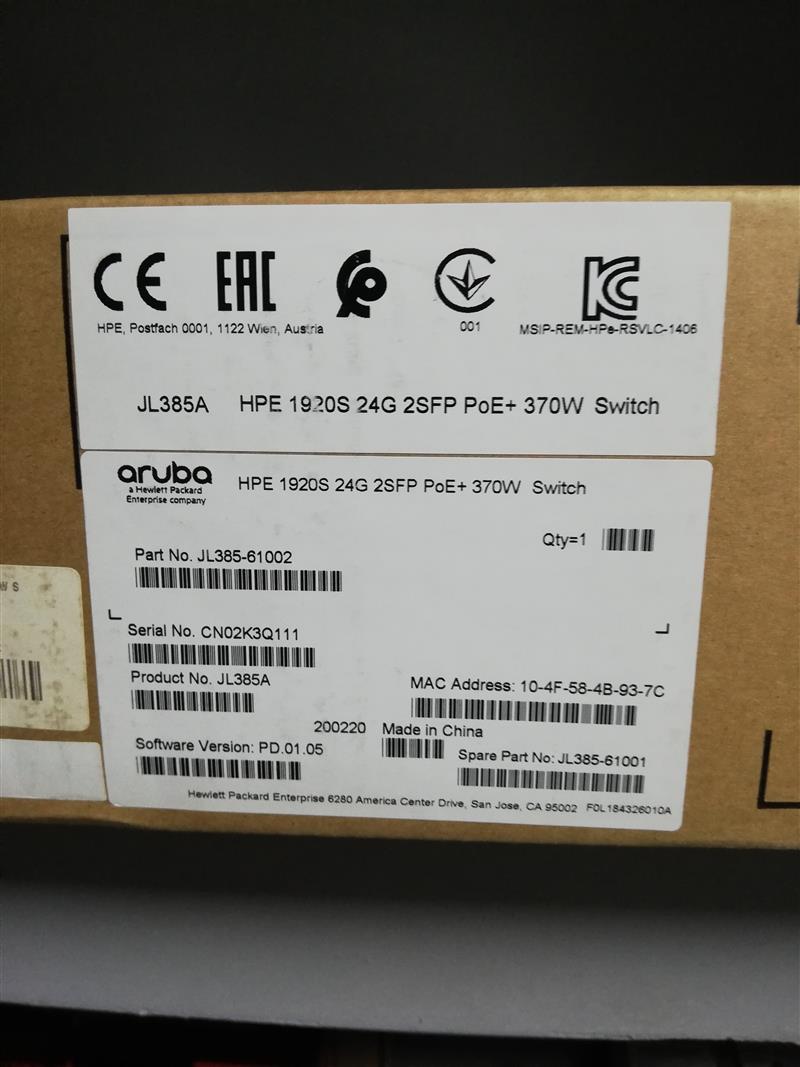 CE EAC
HPE, Postfach 0001, 1122 Wien, Austria
001
MSIP-REM-HPe-RSVLC-1406
JL385A HPE 1920S 24G 2SFP PoE+ 370W Switch
aruba
a Hewlett Packard
Enterprise company
HPE 1920S 24G 2SFP PoE+ 370W Switch
Qty=1
Part No. JL385-61002
Serial No. CN02K3Q111
Product No. JL385A
MAC Address: 10-4F-58-4B-93-7C
200220 Made in China
Software Version: PD.01.05
Spare Part No: JL385-61001
Hewlett Packard Enterprise 6280 America Center Drive, San Jose, CA 95002 F0L184326010A
W S